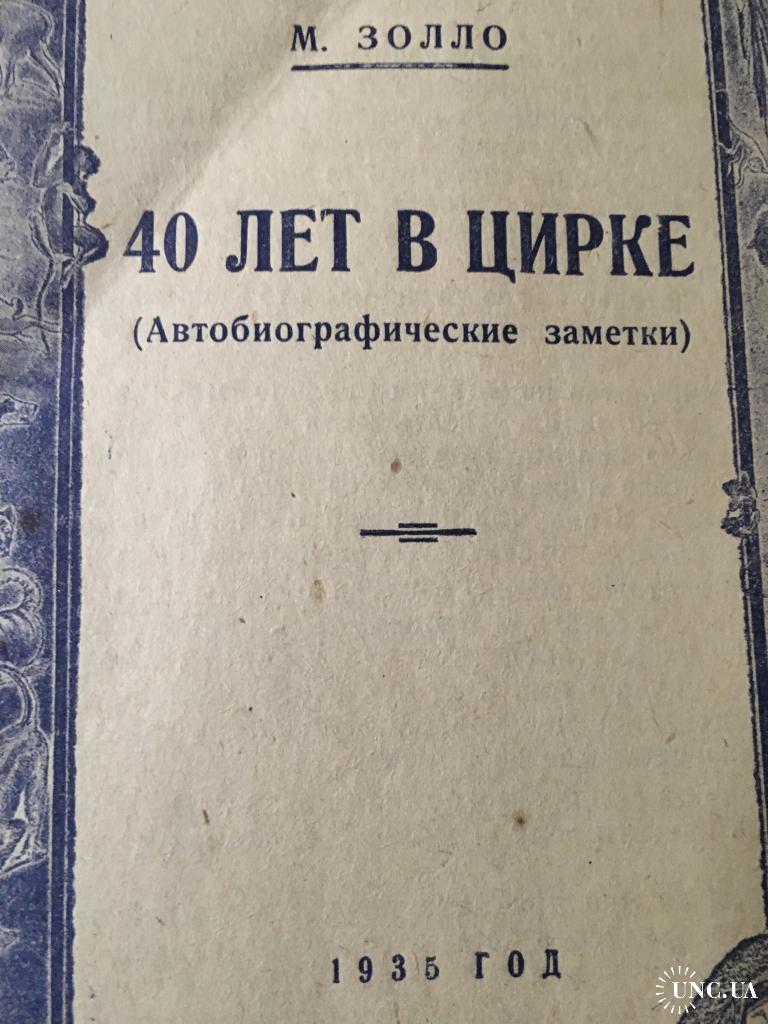 М. ЗОЛЛО
40 ЛЕТ В ЦИРКЕ
(Автобиографические заметки)
1935 ГОД
UNC.UA